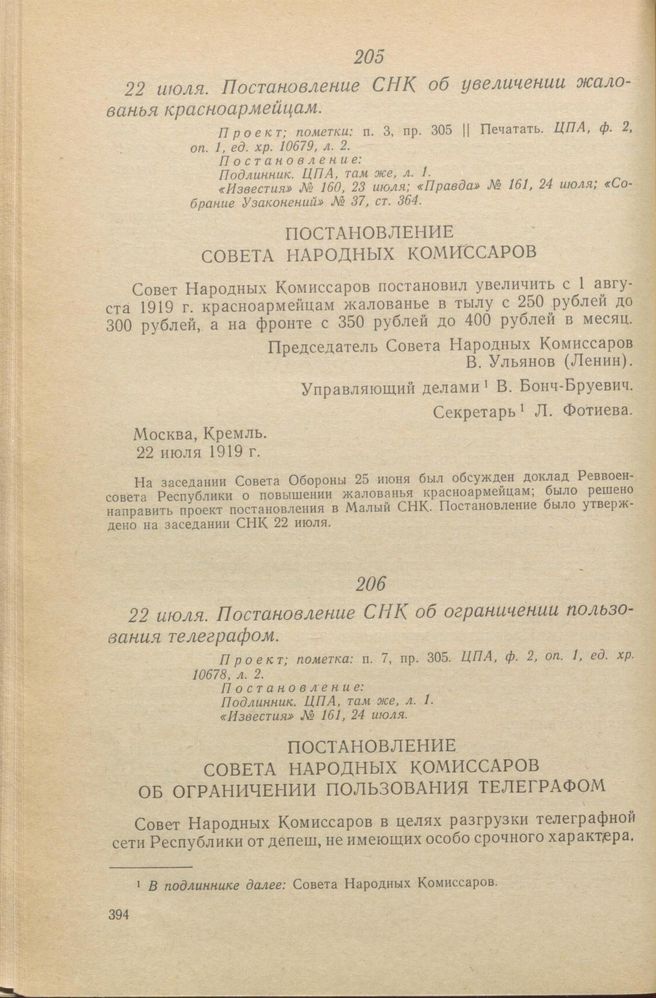 205
22 июля. Постановление СНК об увеличении жало-
ванья красноармейцам.
Проект; пометки: п. 3, пр. 305 || Печатать. ЦПА, ф. 2,
оп. 1, ед. хр. 10679, л. 2.
Постановление:
Подлинник. ЦПА, там же, л. 1.
«Известия» № 160, 23 июля; «Правда» № 161, 24 июля; «Со-
брание Узаконений» № 37, ст. 364.
ПОСТАНОВЛЕНИЕ
СОВЕТА НАРОДНЫХ КОМИССАРОВ
Совет Народных Комиссаров постановил увеличить с 1 авгу-
ста 1919 г. красноармейцам жалованье в тылу с 250 рублей до
300 рублей, а на фронте с 350 рублей до 400 рублей в месяц.
Председатель Совета Народных Комиссаров
В. Ульянов (Ленин).
Управляющий делами ¹ В. Бонч-Бруевич.
Секретарь ¹ Л. Фотиева.
Москва, Кремль.
22 июля 1919 г.
На заседании Совета Обороны 25 июня был обсужден доклад Реввоен-
совета Республики о повышении жалованья красноармейцам; было решено
направить проект постановления в Малый СНК. Постановление было утверж-
дено на заседании СНК 22 июля.
206
22 июля. Постановление СНК об ограничении пользо-
вания телеграфом.
Проект; пометка: п. 7, пр. 305. ЦПА, ф. 2, оп. 1, ед. хр.
10678, л. 2.
Постановление:
Подлинник. ЦПА, там же, л. 1.
«Известия» № 161, 24 июля.
ПОСТАНОВЛЕНИЕ
СОВЕТА НАРОДНЫХ КОМИССАРОВ
ОБ ОГРАНИЧЕНИИ ПОЛЬЗОВАНИЯ ТЕЛЕГРАФОМ
Совет Народных Комиссаров в целях разгрузки телеграфной
сети Республики от депеш, не имеющих особо срочного характера,
¹ В подлиннике далее: Совета Народных Комиссаров.
394